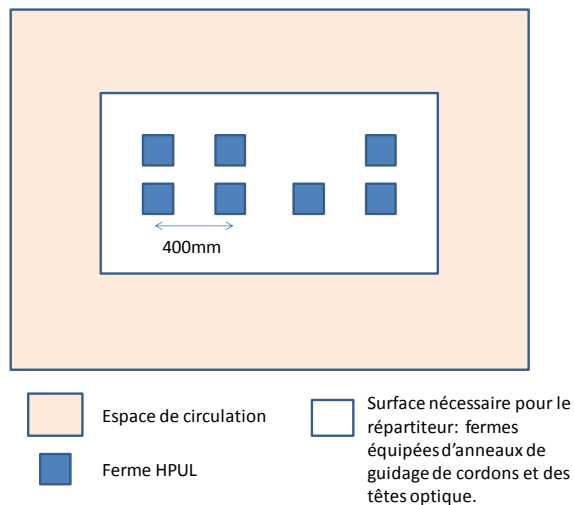 400mm
Espace de circulation
Ferme HPUL
Surface nécessaire pour le
répartiteur: fermes
équipées d'anneaux de
guidage de cordons et des
têtes optique.